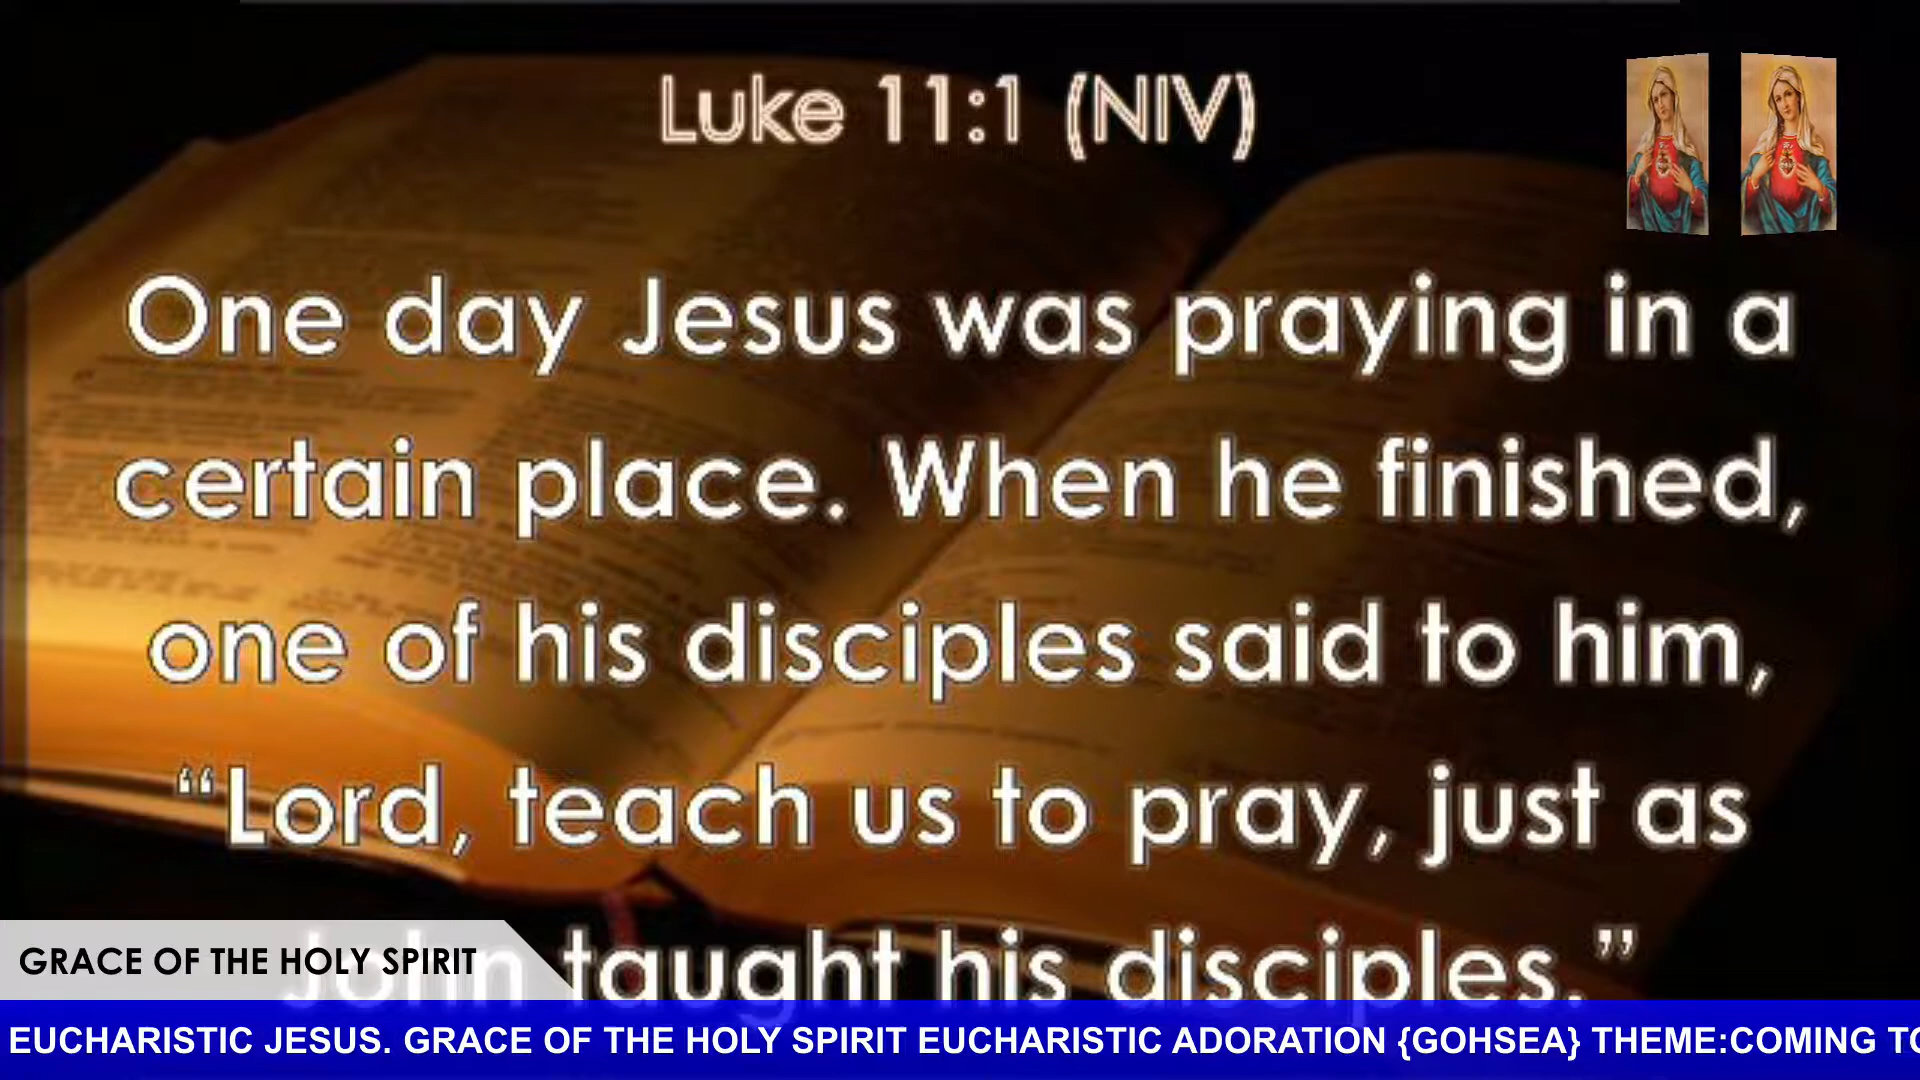 Luke 11:1 (NIV)
One day Jesus was praying in a
certain place. When he finished,
one of his disciples said to him,
“Lord, teach us to pray, just as
John taught his disciples.”
GRACE OF THE HOLY SPIRIT
EUCHARISTIC JESUS. GRACE OF THE HOLY SPIRIT EUCHARISTIC ADORATION {GOHSEA} THEME:COMING TO